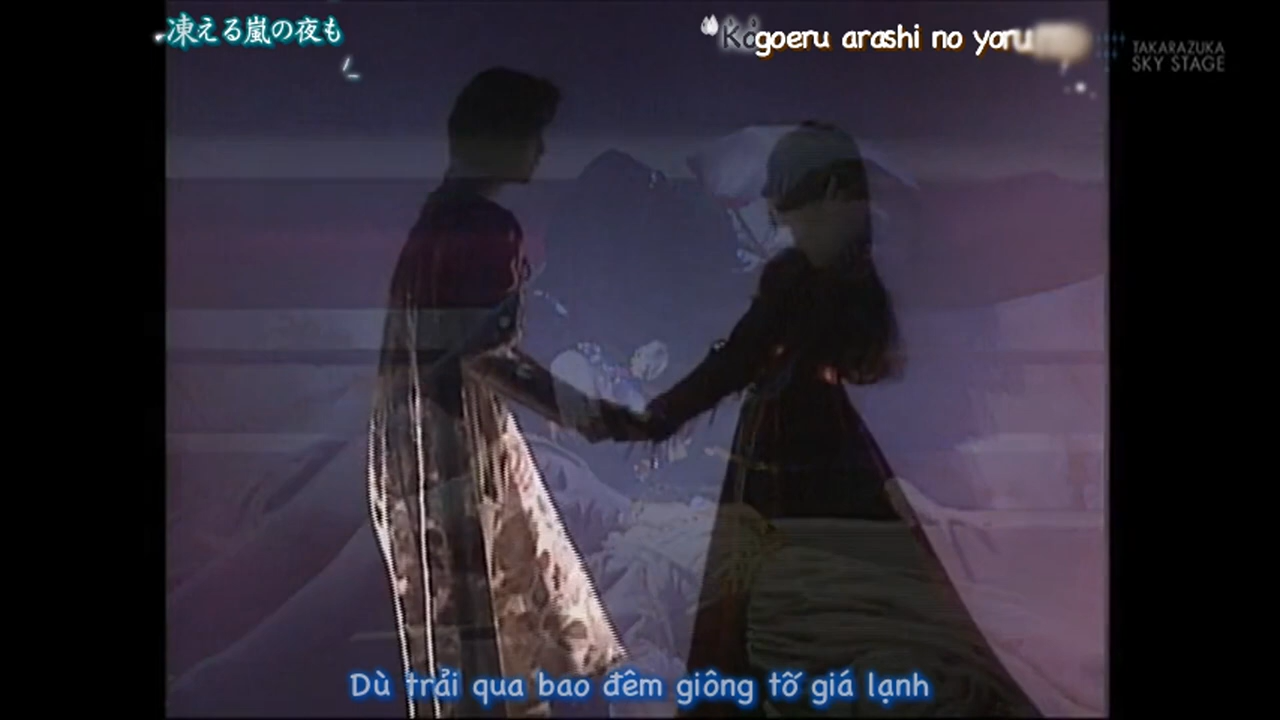 凍える嵐の夜も
Kogoeru arashi no yoru
TAKARAZUKA
SKY STAGE
Dù trải qua bao đêm giông tố giá lạnh